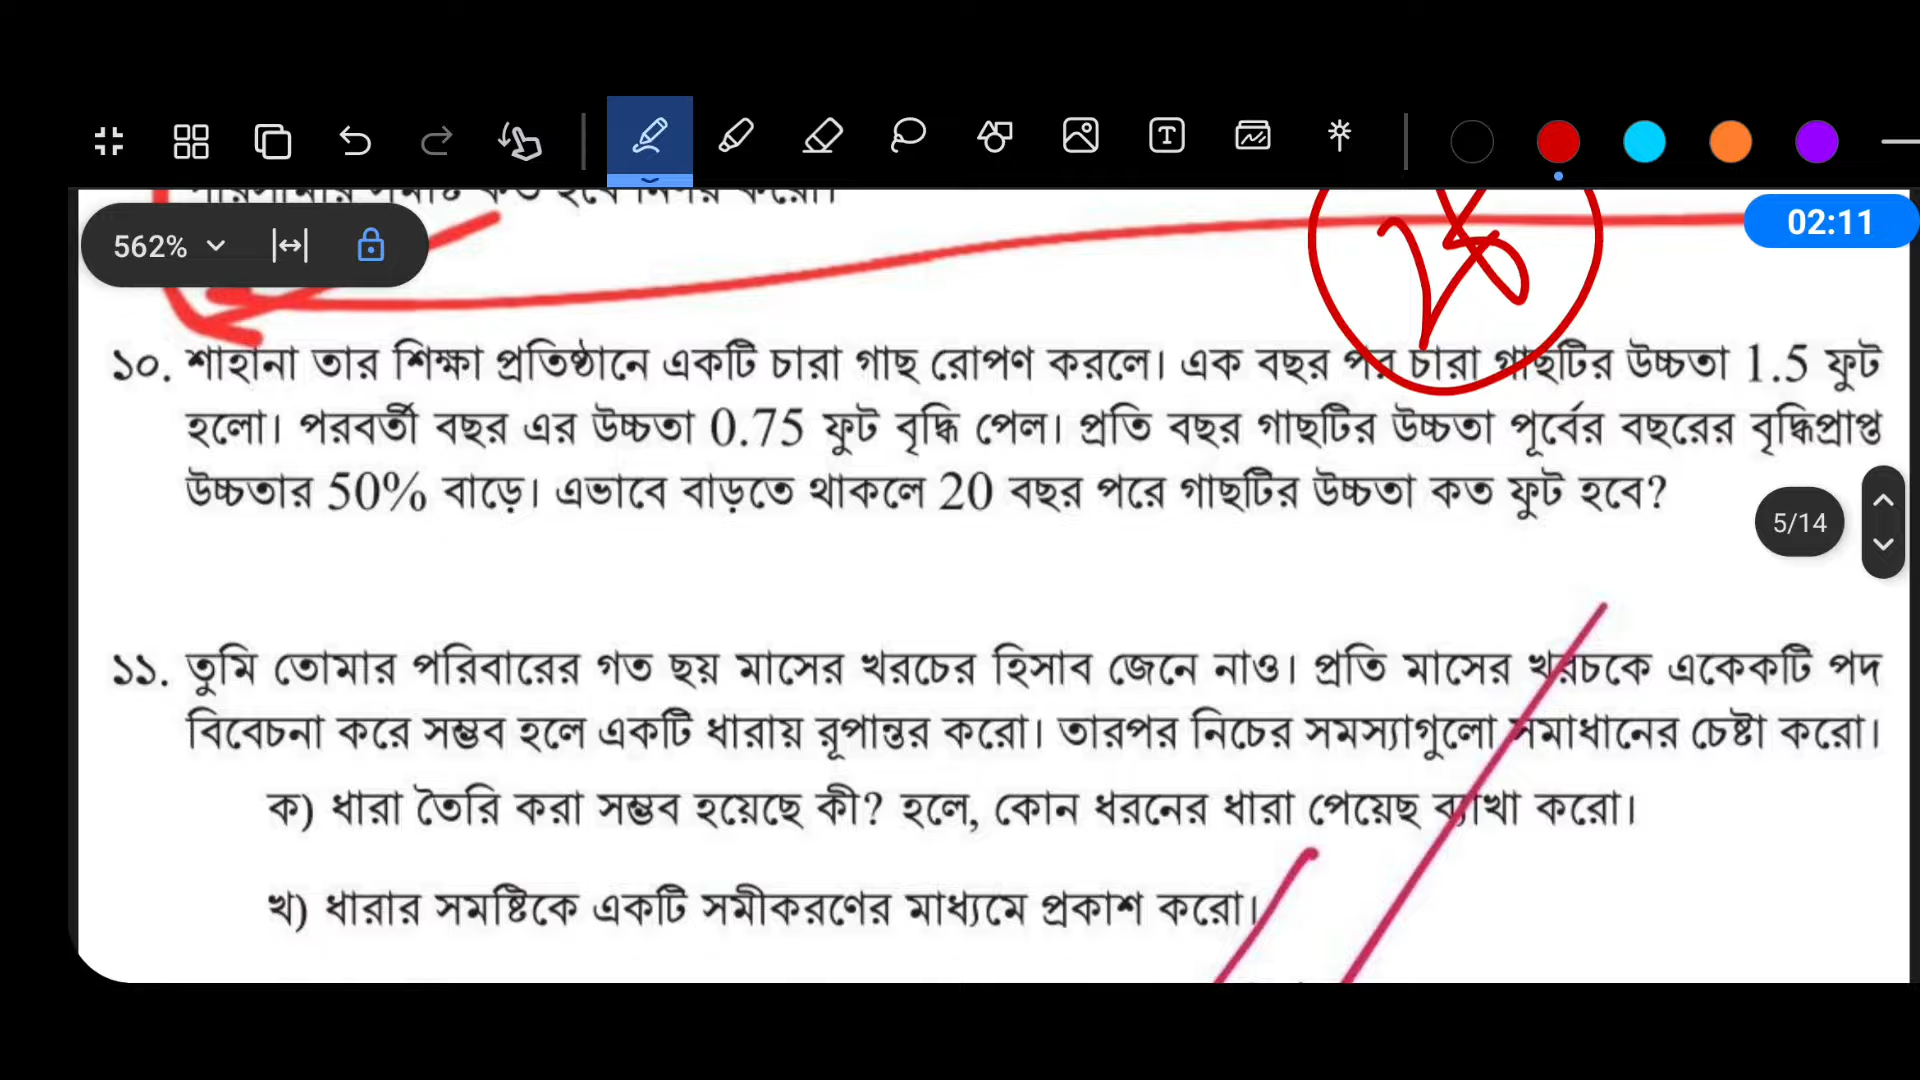 02:11
562%
১০. শাহানা তার শিক্ষা প্রতিষ্ঠানে একটি চারা গাছ রোপণ করলে। এক বছর পর চারা গাছটির উচ্চতা 1.5 ফুট
হলো। পরবর্তী বছর এর উচ্চতা 0.75 ফুট বৃদ্ধি পেল। প্রতি বছর গাছটির উচ্চতা পূর্বের বছরের বৃদ্ধিপ্রাপ্ত
উচ্চতার 50% বাড়ে। এভাবে বাড়তে থাকলে 20 বছর পরে গাছটির উচ্চতা কত ফুট হবে?
5/14
১১. তুমি তোমার পরিবারের গত ছয় মাসের খরচের হিসাব জেনে নাও। প্রতি মাসের খরচকে একেকটি পদ
বিবেচনা করে সম্ভব হলে একটি ধারায় রূপান্তর করো। তারপর নিচের সমস্যাগুলো সমাধানের চেষ্টা করো।
ক) ধারা তৈরি করা সম্ভব হয়েছে কী? হলে, কোন ধরনের ধারা পেয়েছ ব্যাখা করো।
খ) ধারার সমষ্টিকে একটি সমীকরণের মাধ্যমে প্রকাশ করো।